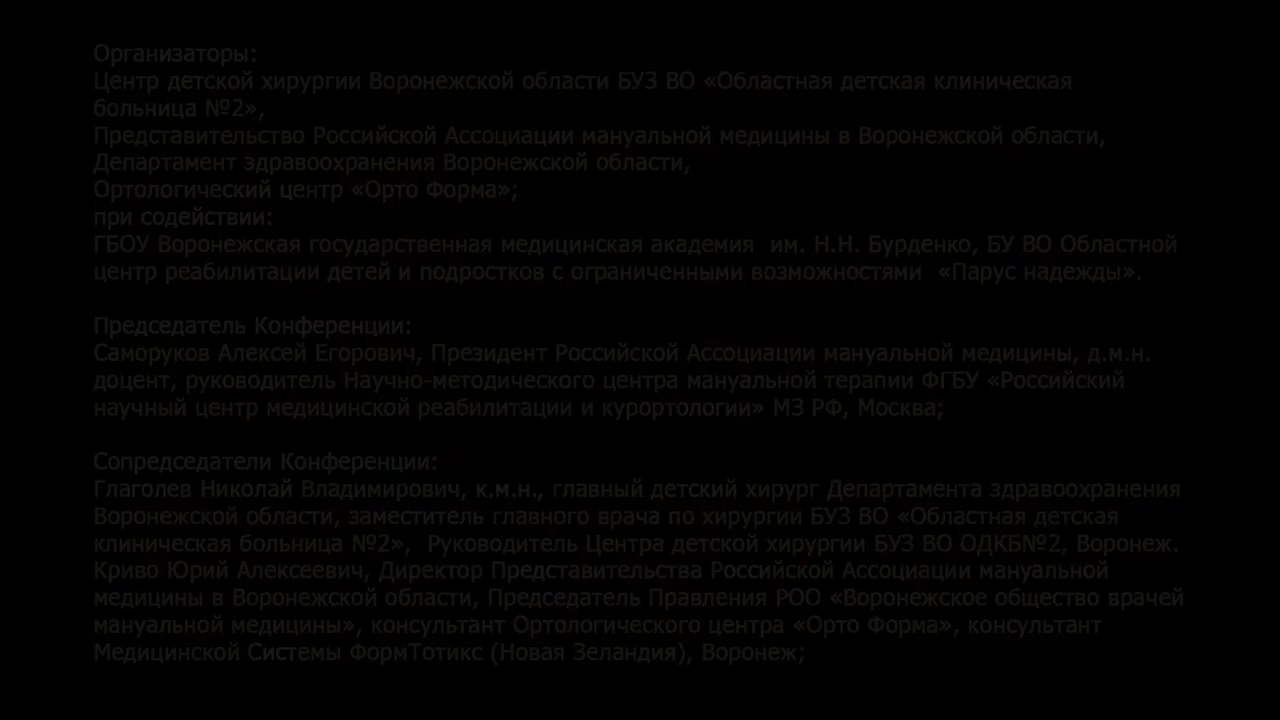 Организаторы:
Центр детской хирургии Воронежской области БУЗ ВО «Областная детская клиническая
больница №2»,
Представительство Российской Ассоциации мануальной медицины в Воронежской области,
Департамент здравоохранения Воронежской области,
Ортологический центр «Орто Форма»;
при содействии:
ГБОУ Воронежская государственная медицинская академия  им. Н.Н. Бурденко, БУ ВО Областной
центр реабилитации детей и подростков с ограниченными возможностями  «Парус надежды».
Председатель Конференции:
Саморуков Алексей Егорович, Президент Российской Ассоциации мануальной медицины, д.м.н.
доцент, руководитель Научно-методического центра мануальной терапии ФГБУ «Российский
научный центр медицинской реабилитации и курортологии» МЗ РФ, Москва;
Сопредседатели Конференции:
Глаголев Николай Владимирович, к.м.н., главный детский хирург Департамента здравоохранения
Воронежской области, заместитель главного врача по хирургии БУЗ ВО «Областная детская
клиническая больница №2»,  Руководитель Центра детской хирургии БУЗ ВО ОДКБ№2, Воронеж.
Криво Юрий Алексеевич, Директор Представительства Российской Ассоциации мануальной
медицины в Воронежской области, Председатель Правления РОО «Воронежское общество врачей
мануальной медицины», консультант Ортологического центра «Орто Форма», консультант
Медицинской Системы ФормТотикс (Новая Зеландия), Воронеж;